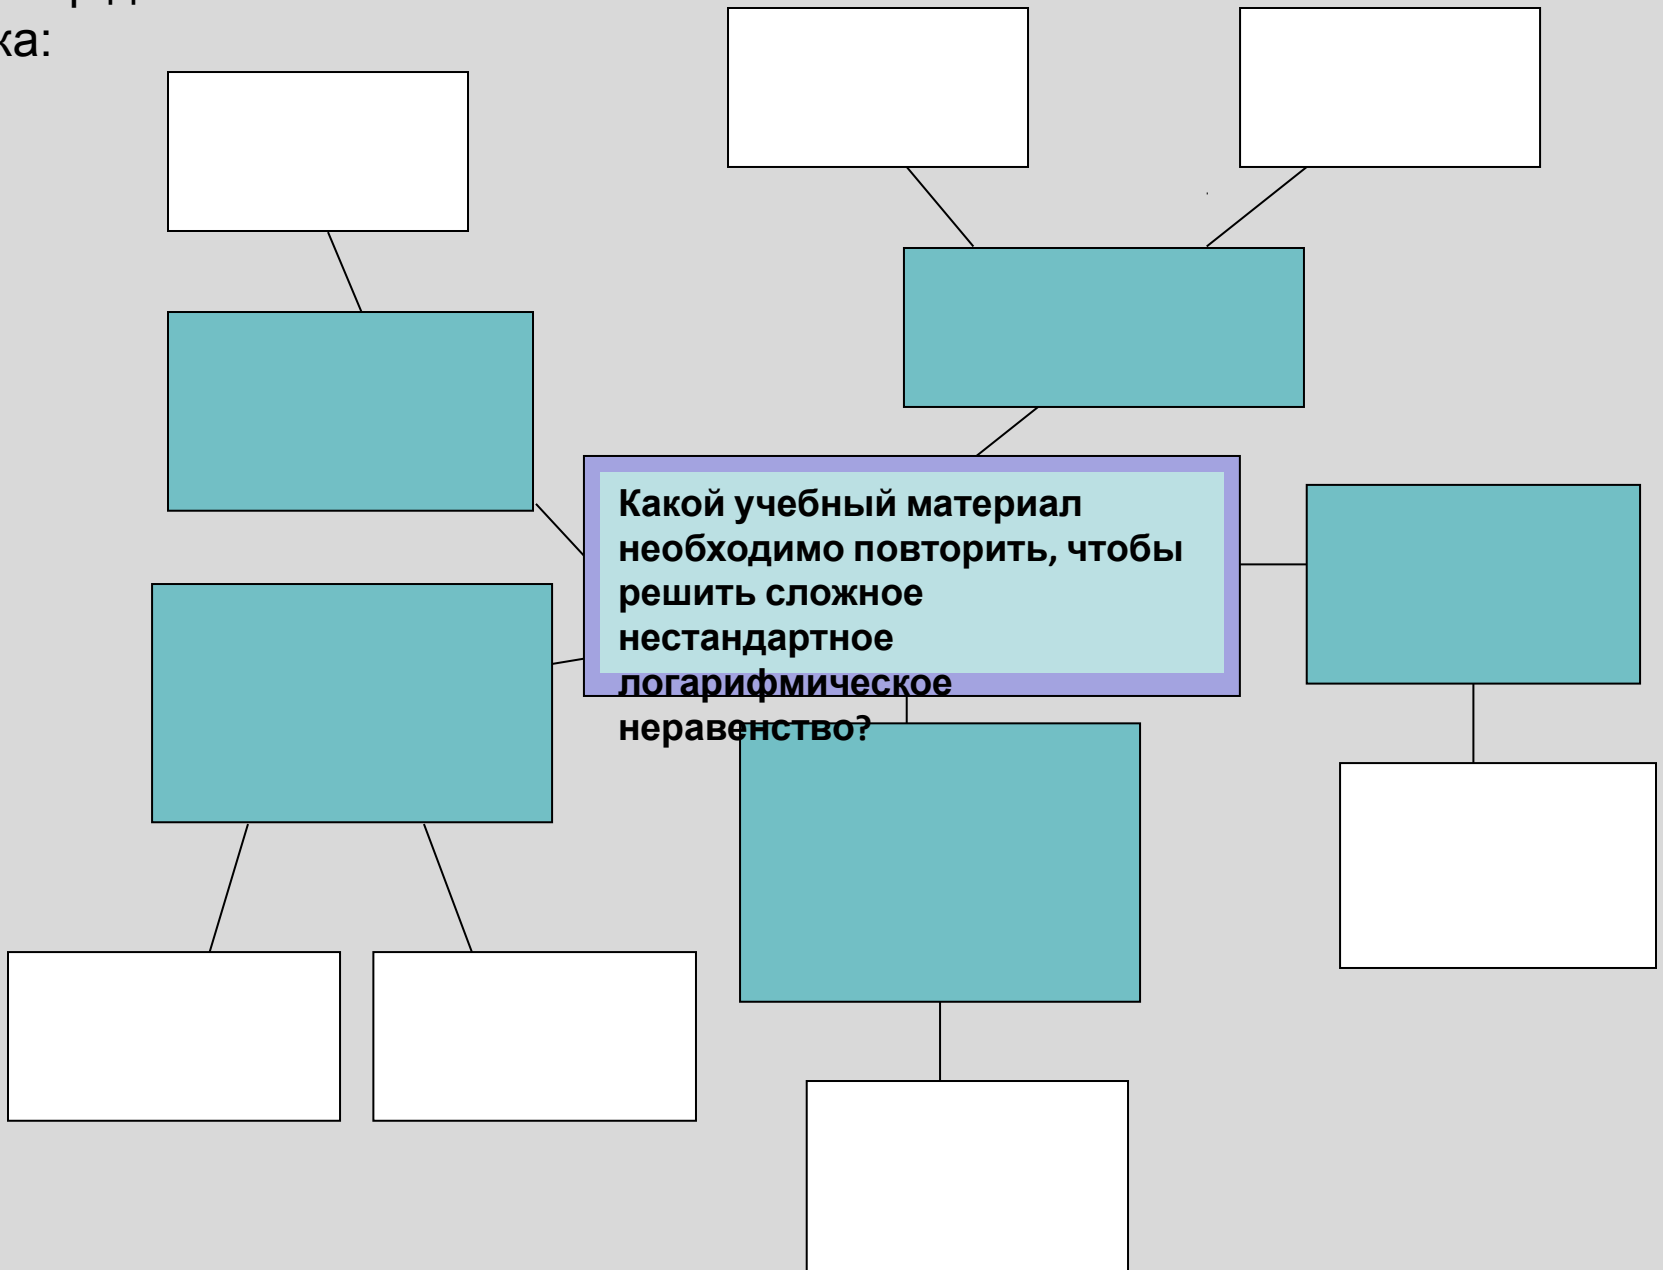 ка:
Какой учебный материал
необходимо повторить, чтобы
решить сложное
нестандартное
логарифмическое
неравенство?